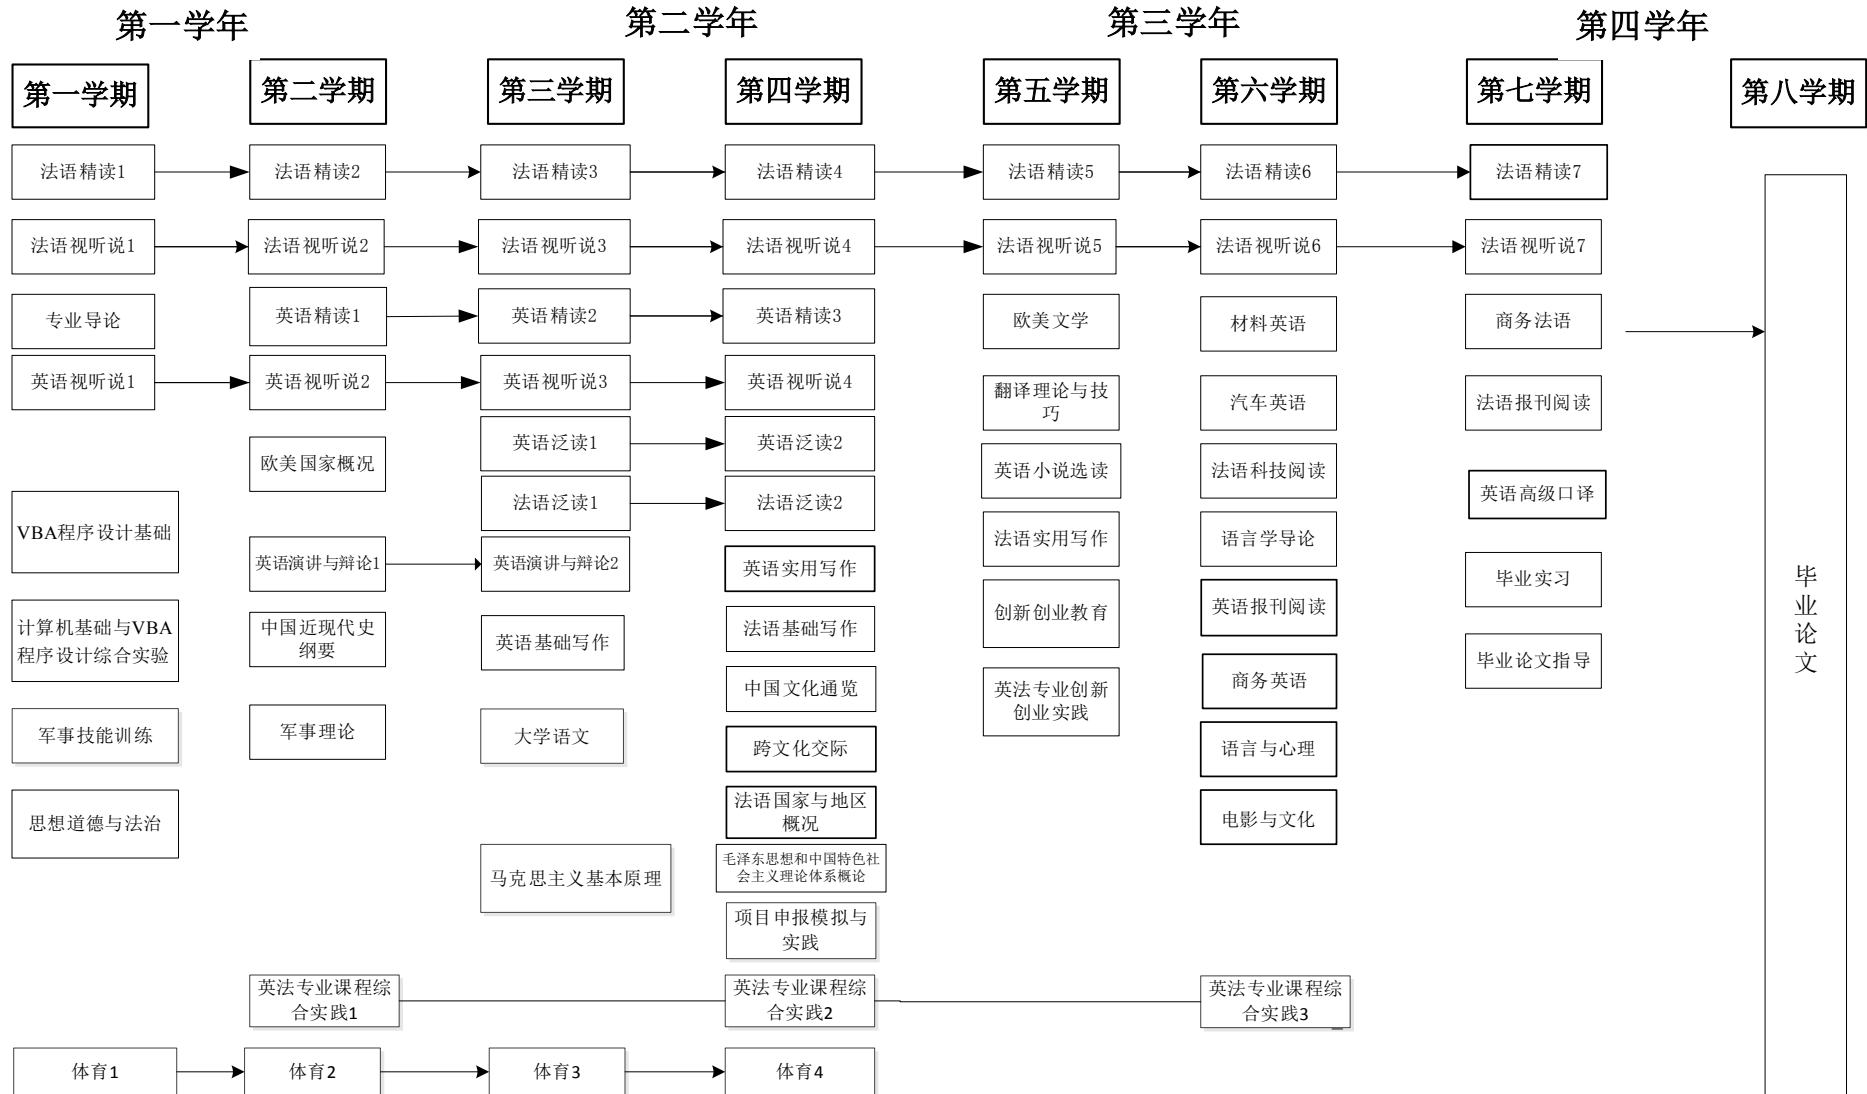 第一学年
第二学年
第三学年
第四学年
第一学期
第二学期
第三学期
第四学期
第五学期
第六学期
第七学期
第八学期
法语精读1
法语精读2
法语精读3
法语精读4
法语精读5
法语精读6
法语精读7
法语视听说1
法语视听说2
法语视听说3
法语视听说4
法语视听说5
法语视听说6
法语视听说7
专业导论
英语精读1
英语精读2
英语精读3
欧美文学
材料英语
商务法语
英语视听说1
英语视听说2
英语视听说3
英语视听说4
翻译理论与技
巧
汽车英语
法语报刊阅读
欧美国家概况
英语泛读1
英语泛读2
英语小说选读
法语科技阅读
英语高级口译
VBA程序设计基础
法语泛读1
法语泛读2
法语实用写作
语言学导论
英语演讲与辩论1
英语演讲与辩论2
英语实用写作
毕业实习
计算机基础与VBA
程序设计综合实验
中国近现代史
纲要
英语基础写作
法语基础写作
创新创业教育
英语报刊阅读
毕业论文指导
毕
业
论
文
中国文化通览
英法专业创新
创业实践
商务英语
军事技能训练
军事理论
大学语文
跨文化交际
语言与心理
思想道德与法治
法语国家与地区
概况
电影与文化
马克思主义基本原理
毛泽东思想和中国特色社
会主义理论体系概论
项目申报模拟与
实践
英法专业课程综
合实践1
英法专业课程综
合实践2
英法专业课程综
合实践3
体育1
体育2
体育3
体育4